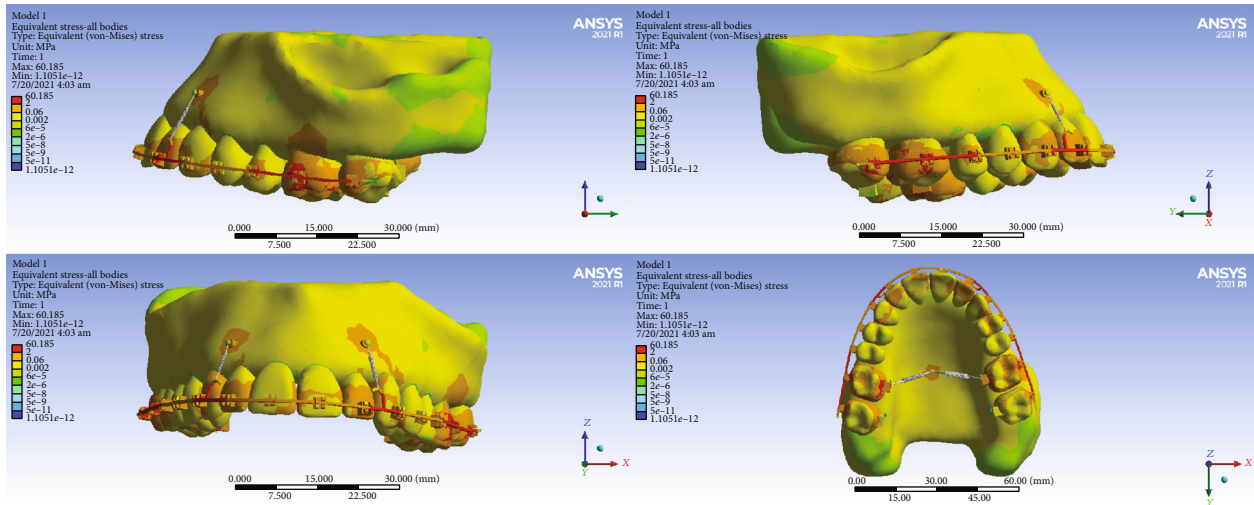 Model 1
Equivalent stress-all bodies
Type: Equivalent (von-Mises) stress
Unit: MPa
Time: 1
Max: 60.185
Min: 1.1051e–12
7/20/2021 4:03 am
60.185
2
0.06
0.002
6e–5
2e–6
5e–8
5e–9
5e–11
1.1051e–12
ANSYS
2021 R1
0.000 15.000 30.000 (mm)
7.500 22.500
Model 1
Equivalent stress-all bodies
Type: Equivalent (von-Mises) stress
Unit: MPa
Time: 1
Max: 60.185
Min: 1.1051e–12
7/20/2021 4:03 am
60.185
2
0.06
0.002
6e–5
2e–6
5e–8
5e–9
5e–11
1.1051e–12
ANSYS
2021 R1
Z
Y
X
0.000 15.000 30.000 (mm)
7.500 22.500
Model 1
Equivalent stress-all bodies
Type: Equivalent (von-Mises) stress
Unit: MPa
Time: 1
Max: 60.185
Min: 1.1051e–12
7/20/2021 4:03 am
60.185
2
0.06
0.002
6e–5
2e–6
5e–8
5e–9
5e–11
1.1051e–12
ANSYS
2021 R1
Z
X
Y
0.000 15.000 30.000 (mm)
7.500 22.500
Model 1
Equivalent stress-all bodies
Type: Equivalent (von-Mises) stress
Unit: MPa
Time: 1
Max: 60.185
Min: 1.1051e–12
7/20/2021 4:03 am
60.185
2
0.06
0.002
6e–5
2e–6
5e–8
5e–9
5e–11
1.1051e–12
ANSYS
2021 R1
Z
X
Y
0.00 30.00 60.00 (mm)
15.00 45.00